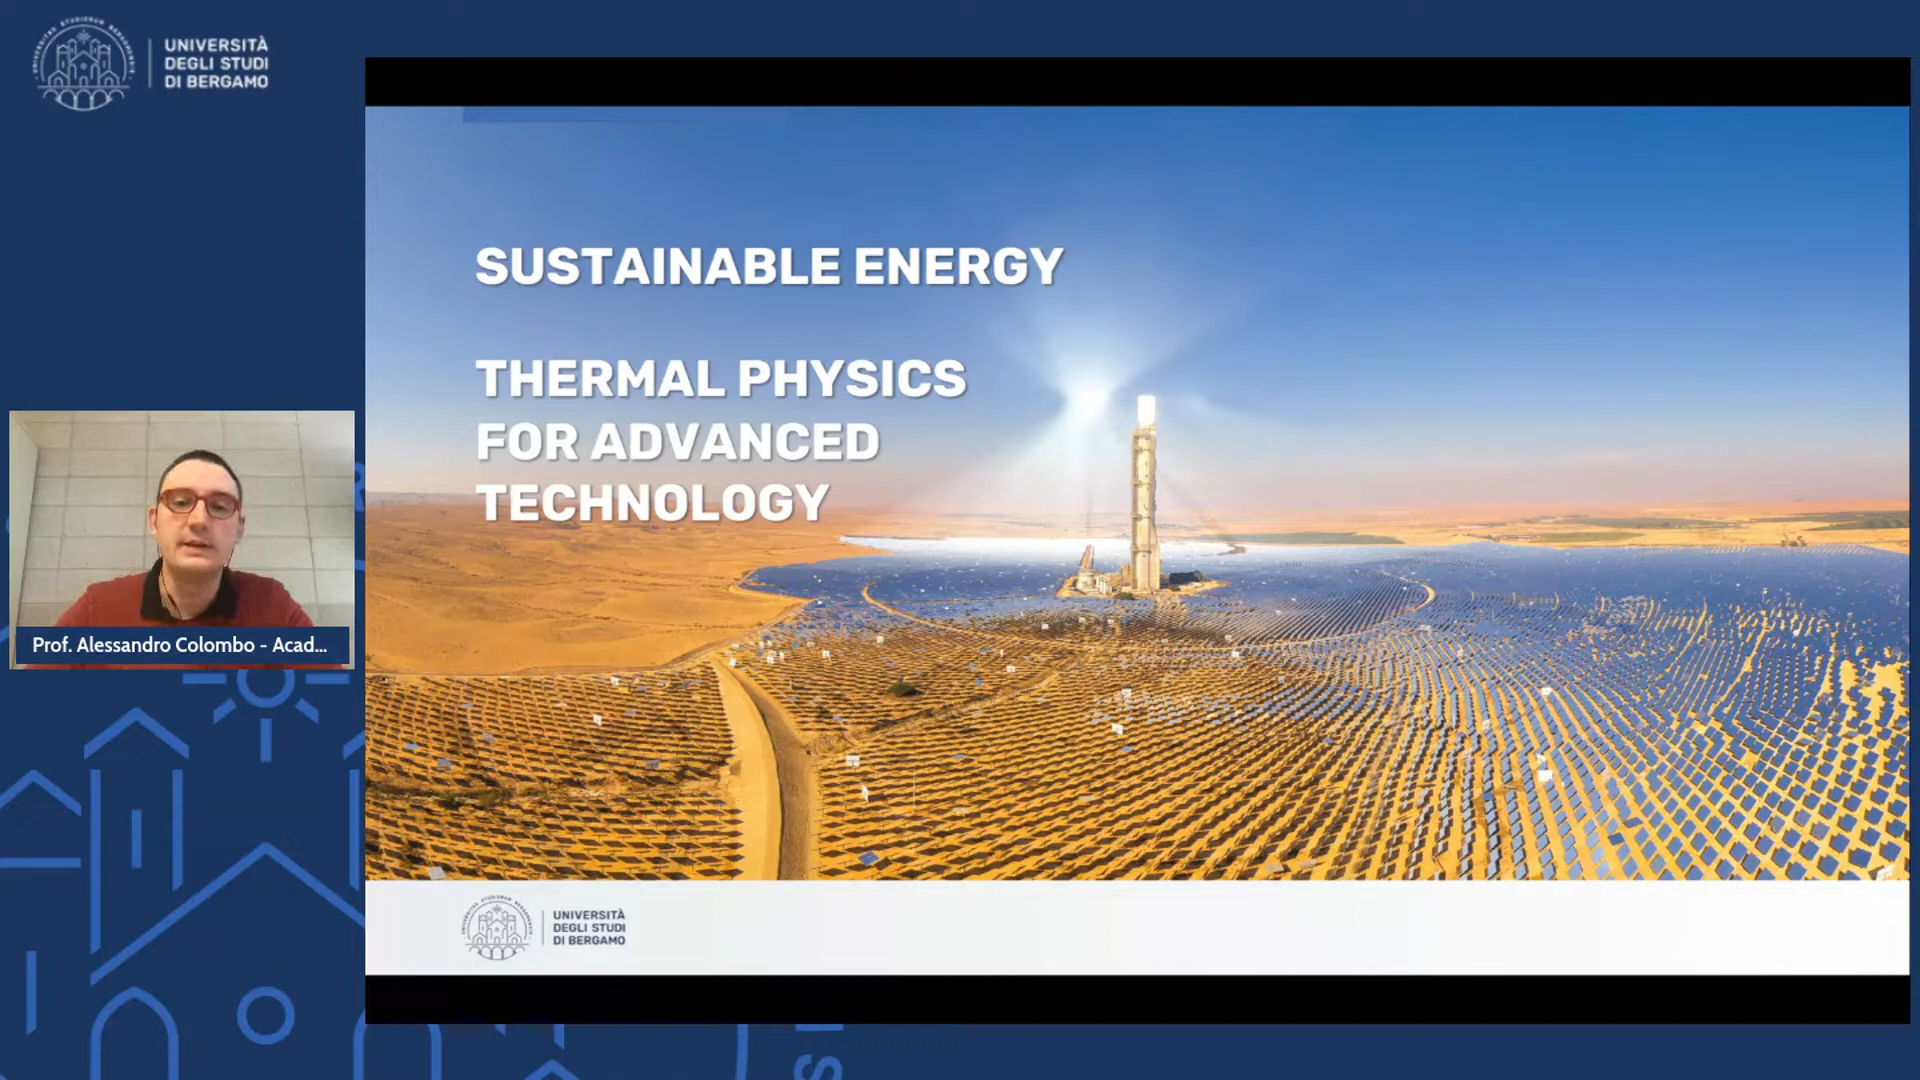 UNIVERSITÀ
DEGLI STUDI
DI BERGAMO
SUSTAINABLE ENERGY
THERMAL PHYSICS
FOR ADVANCED
TECHNOLOGY
Prof. Alessandro Colombo - Acad...
UNIVERSITÀ
DEGLI STUDI
DI BERGAMO